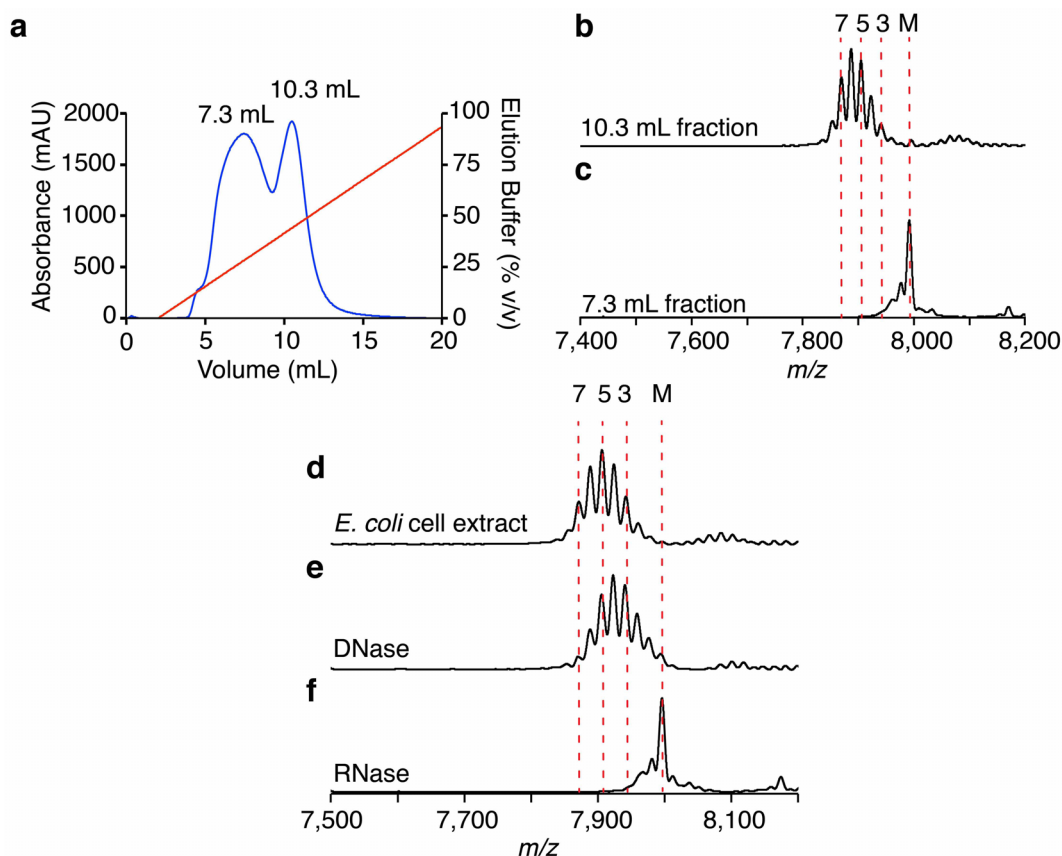 a
7.3 mL
10.3 mL
Absorbance (mAU)
2000
1500
1000
500
0
100
75
50
25
0
Elution Buffer (% v/v)
0
5
10
15
20
Volume (mL)
b
7 5 3 M
10.3 mL fraction
c
7.3 mL fraction
7,400
7,600
7,800
8,000
8,200
m/z
7 5 3 M
d
E. coli cell extract
e
DNase
f
RNase
7,500
7,700
7,900
8,100
m/z